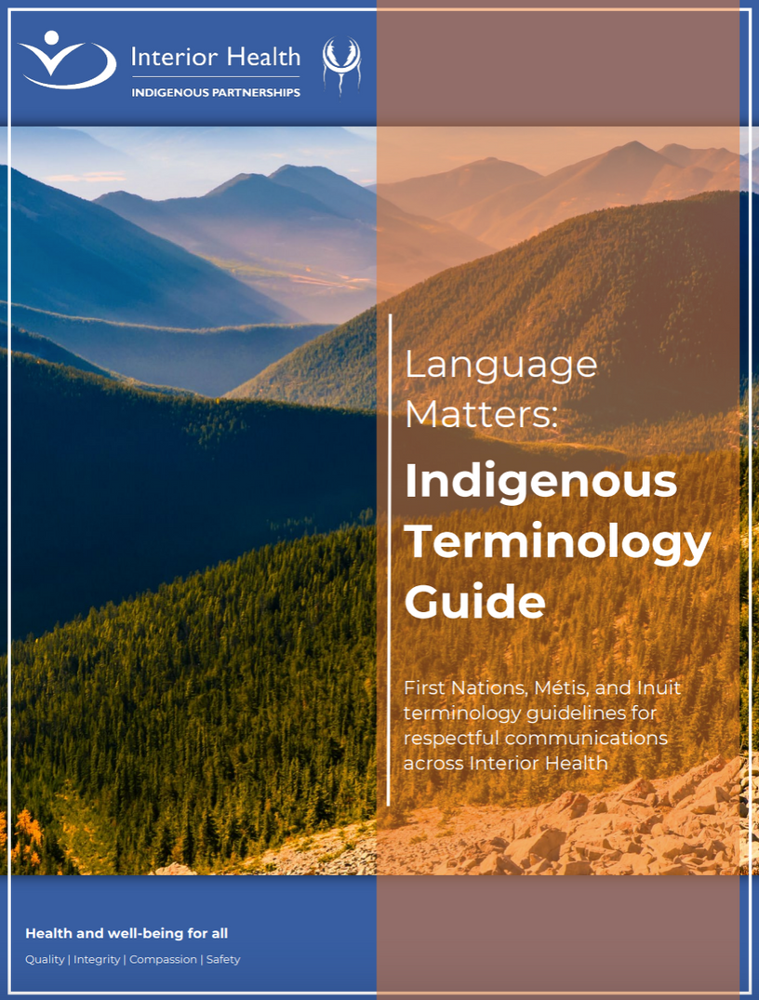 Interior Health
INDIGENOUS PARTNERSHIPS
Language
Matters:
Indigenous
Terminology
Guide
First Nations, Métis, and Inuit
terminology guidelines for
respectful communications
across Interior Health
Health and well-being for all
Quality | Integrity | Compassion | Safety